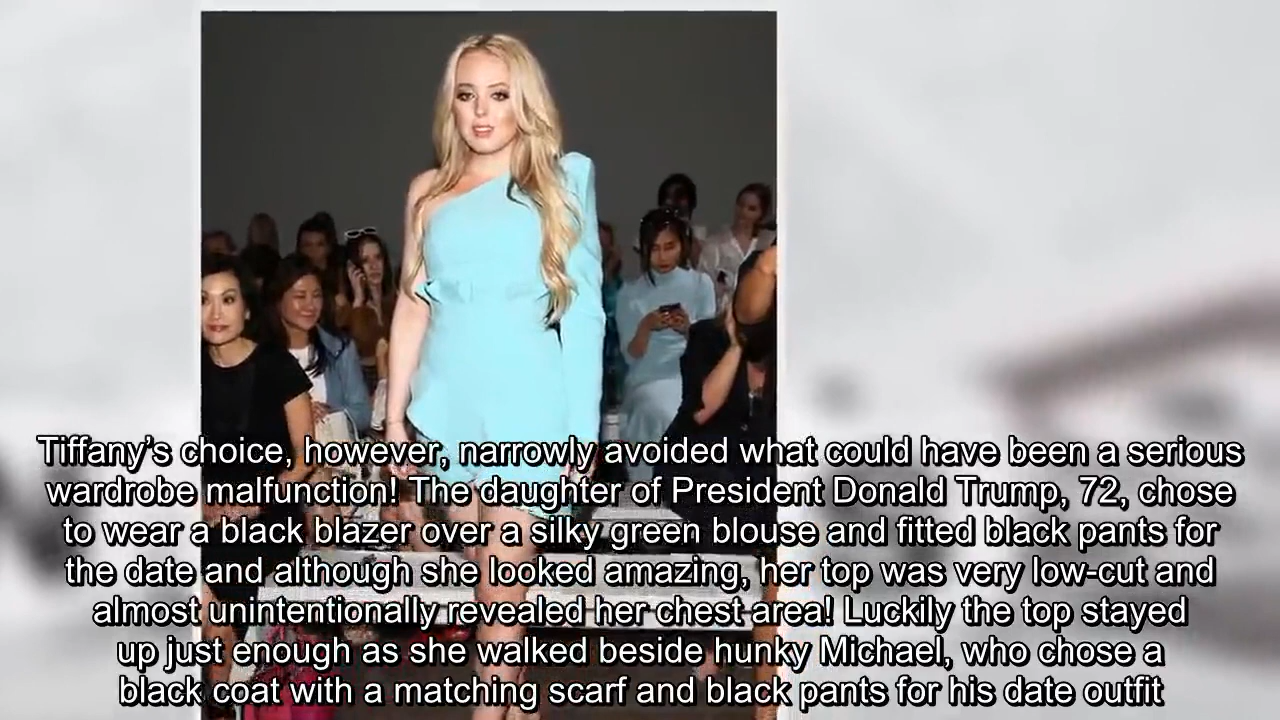 Tiffany’s choice, however, narrowly avoided what could have been a serious
wardrobe malfunction! The daughter of President Donald Trump, 72, chose
to wear a black blazer over a silky green blouse and fitted black pants for
the date and although she looked amazing, her top was very low-cut and
almost unintentionally revealed her chest area! Luckily the top stayed
up just enough as she walked beside hunky Michael, who chose a
black coat with a matching scarf and black pants for his date outfit